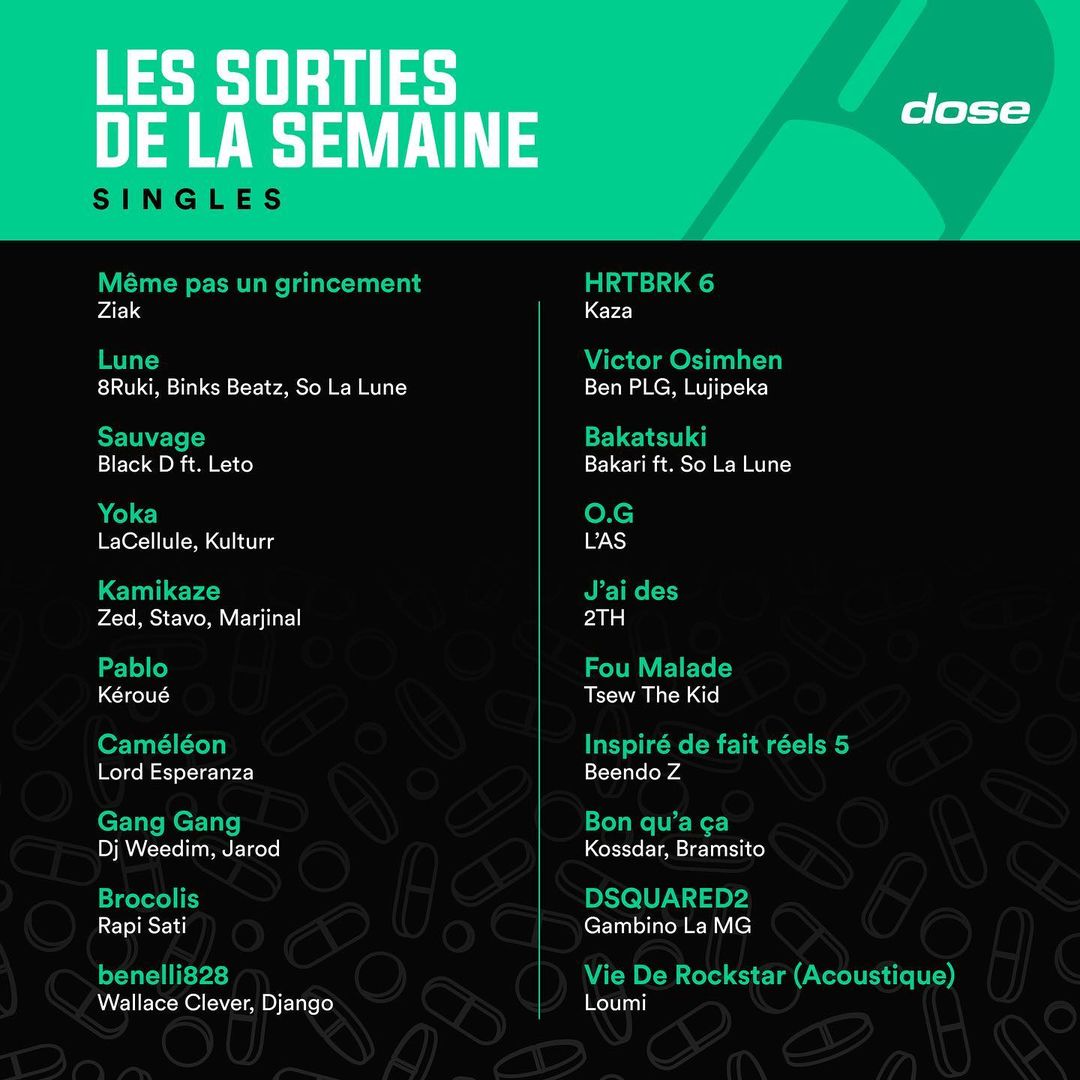 LES SORTIES
DE LA SEMAINE
SINGLES
dose
Même pas un grincement
Ziak
Lune
8Ruki, Binks Beatz, So La Lune
Sauvage
Black D ft. Leto
Yoka
LaCellule, Kulturr
Kamikaze
Zed, Stavo, Marjinal
Pablo
Kéroué
Caméléon
Lord Esperanza
Gang Gang
Dj Weedim, Jarod
Brocolis
Rapi Sati
benelli828
Wallace Clever, Django
HRTBRK 6
Kaza
Victor Osimhen
Ben PLG, Lujipeka
Bakatsuki
Bakari ft. So La Lune
O.G
L’AS
J’ai des
2TH
Fou Malade
Tsew The Kid
Inspiré de fait réels 5
Beendo Z
Bon qu’a ça
Kossdar, Bramsito
DSQUARED2
Gambino La MG
Vie De Rockstar (Acoustique)
Loumi